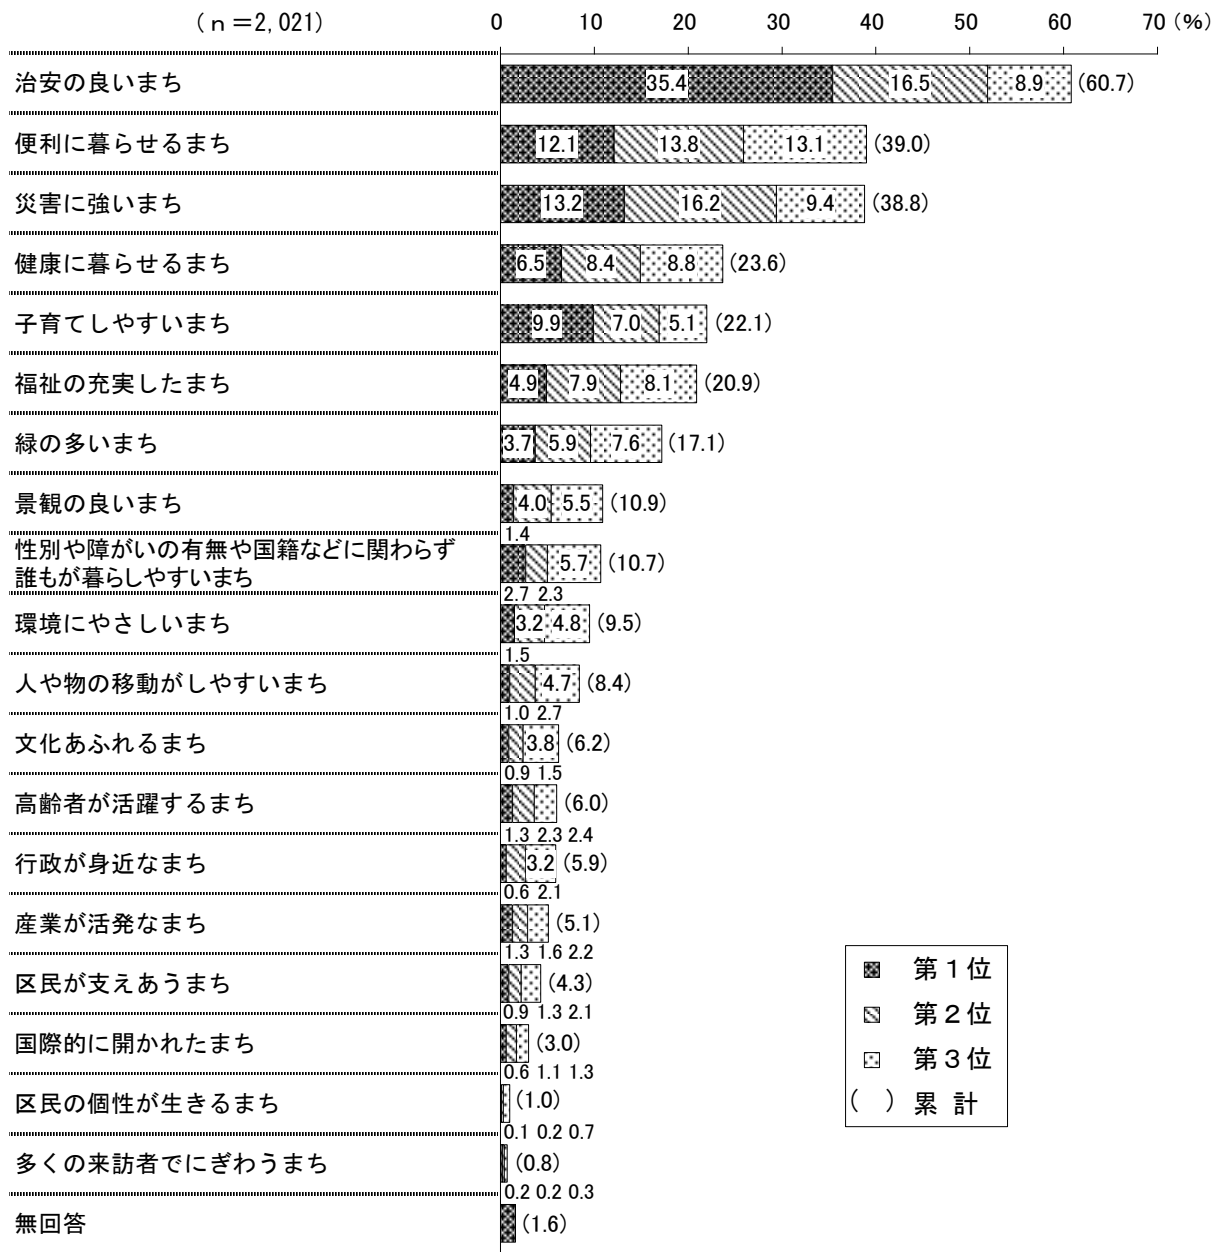 （ｎ＝2,021）
0 10 20 30 40 50 60 70 (%)
治安の良いまち 35.4 16.5 8.9 (60.7)
便利に暮らせるまち 12.1 13.8 13.1 (39.0)
災害に強いまち 13.2 16.2 9.4 (38.8)
健康に暮らせるまち 6.5 8.4 8.8 (23.6)
子育てしやすいまち 9.9 7.0 5.1 (22.1)
福祉の充実したまち 4.9 7.9 8.1 (20.9)
緑の多いまち 3.7 5.9 7.6 (17.1)
景観の良いまち 4.0 5.5 (10.9)
1.4
性別や障がいの有無や国籍などに関わらず
誰もが暮らしやすいまち 5.7 (10.7)
2.7 2.3
環境にやさしいまち 3.2 4.8 (9.5)
1.5
人や物の移動がしやすいまち 4.7 (8.4)
1.0 2.7
文化あふれるまち 3.8 (6.2)
0.9 1.5
高齢者が活躍するまち (6.0)
1.3 2.3 2.4
行政が身近なまち 3.2 (5.9)
0.6 2.1
産業が活発なまち (5.1)
1.3 1.6 2.2
区民が支えあうまち (4.3)
0.9 1.3 2.1
国際的に開かれたまち (3.0)
0.6 1.1 1.3
区民の個性が生きるまち (1.0)
0.1 0.2 0.7
多くの来訪者でにぎわうまち (0.8)
0.2 0.2 0.3
無回答 (1.6)
第１位
第２位
第３位
（　）累 計